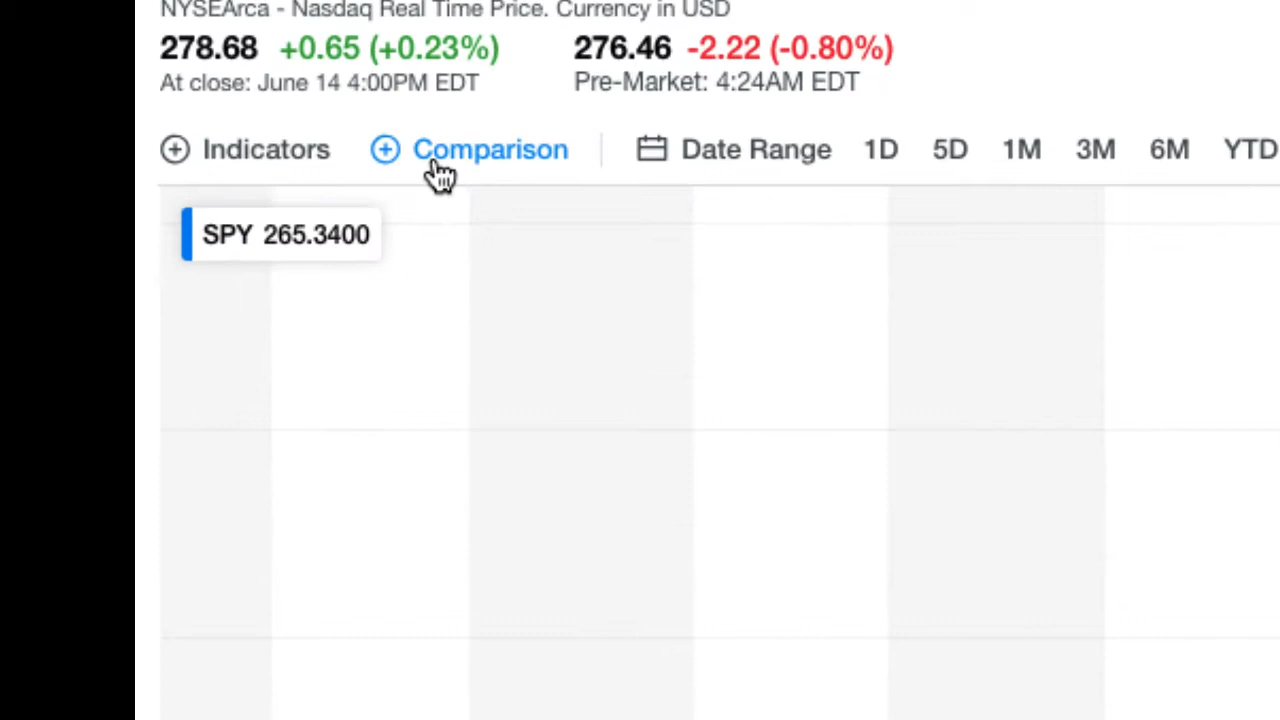 NYSEArca - Nasdaq Real Time Price. Currency in USD
278.68 +0.65 (+0.23%) 276.46 -2.22 (-0.80%)
At close: June 14 4:00PM EDT Pre-Market: 4:24AM EDT
Indicators Comparison Date Range 1D 5D 1M 3M 6M YTD
SPY 265.3400